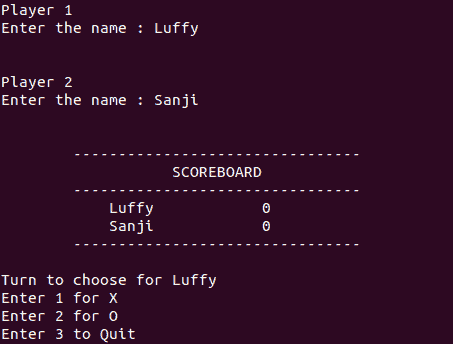 Player 1
Enter the name : Luffy
Player 2
Enter the name : Sanji
--------------------------------
SCOREBOARD
--------------------------------
Luffy 0
Sanji 0
--------------------------------
Turn to choose for Luffy
Enter 1 for X
Enter 2 for O
Enter 3 to Quit